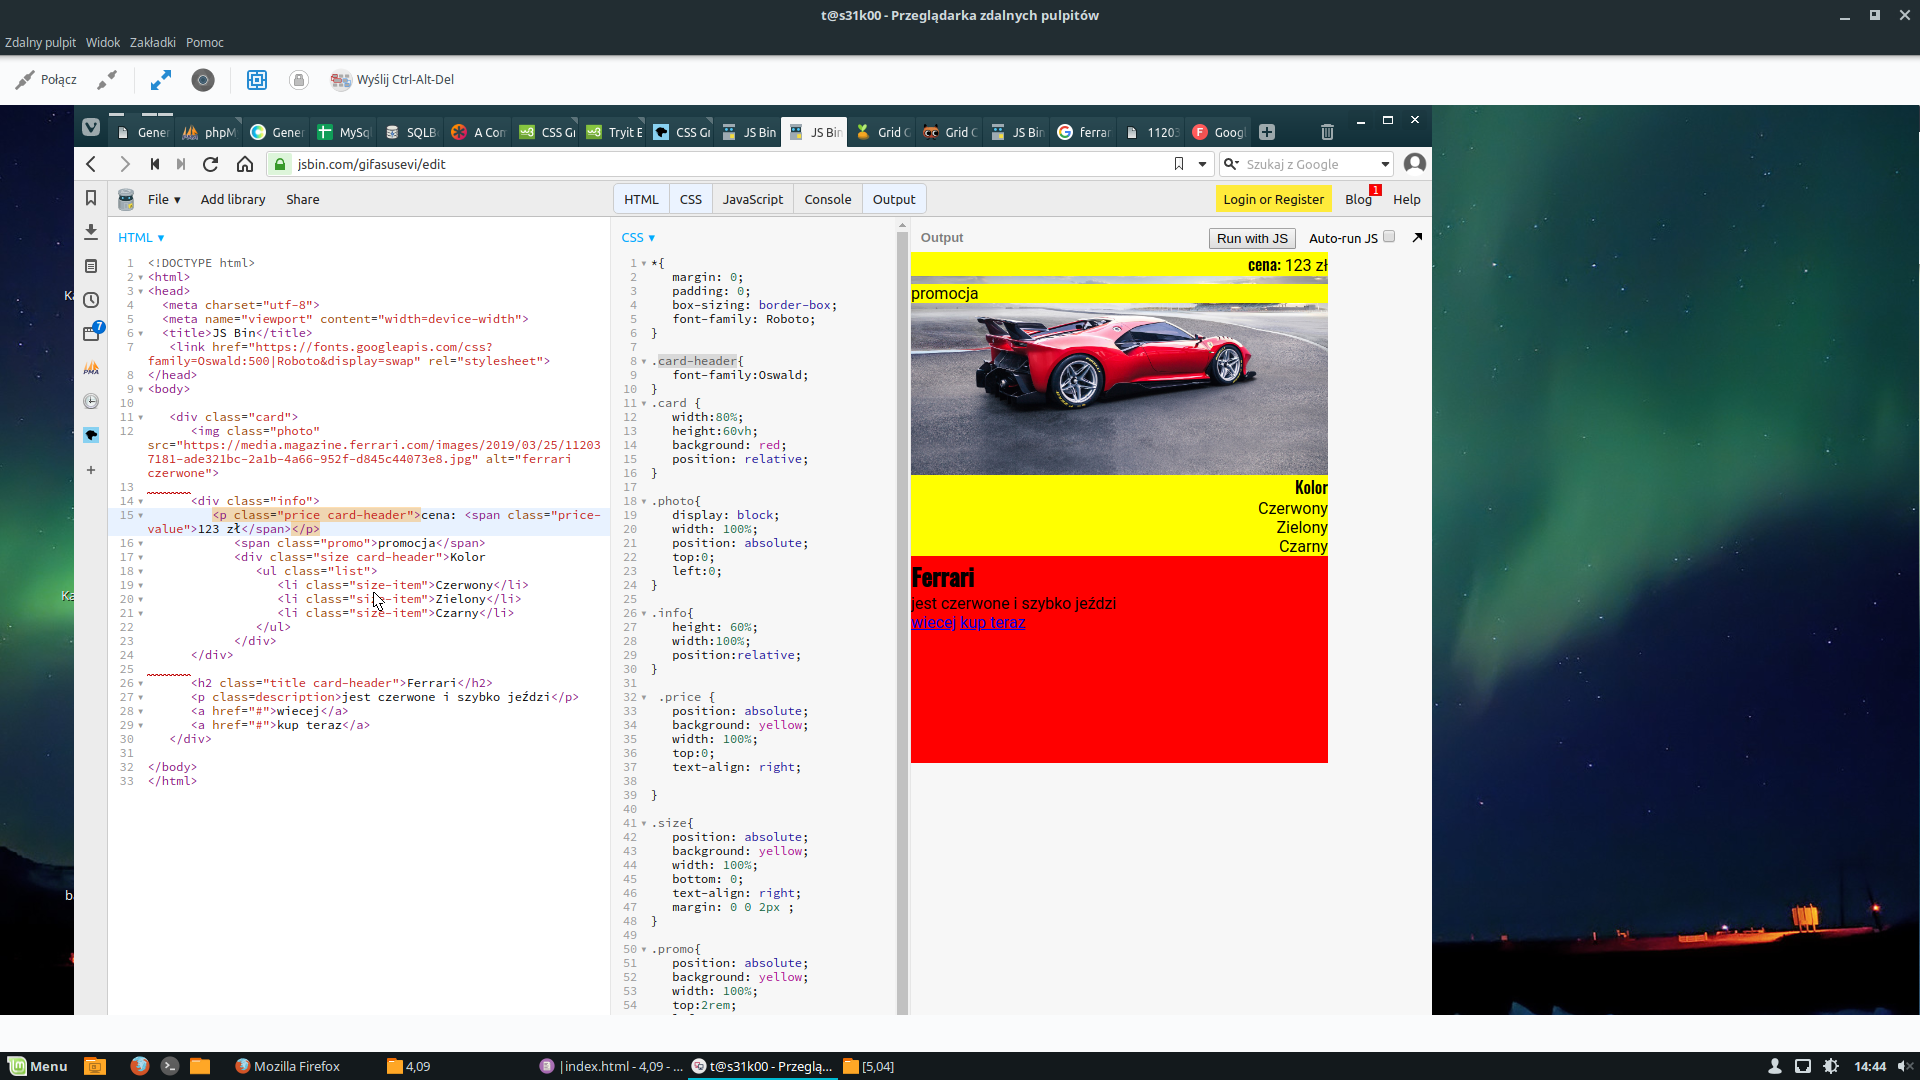 t@s31k00 - Przeglądarka zdalnych pulpitów
Zdalny pulpit Widok Zakładki Pomoc
Połącz Wyślij Ctrl-Alt-Del
Gener phpM Gener MySq SQLB A Con CSS Gr Tryit E CSS Gr JS Bin JS Bin Grid C Grid C JS Bin ferrar 11203 Googl
jsbin.com/gifasusevi/edit Szukaj z Google
File ▾ Add library Share HTML CSS JavaScript Console Output Login or Register Blog 1 Help
7
PMA
HTML ▾
1 <!DOCTYPE html>
2 <html>
3 <head>
4 <meta charset="utf-8">
5 <meta name="viewport" content="width=device-width">
6 <title>JS Bin</title>
7 <link href="https://fonts.googleapis.com/css?
family=Oswald:500|Roboto&display=swap" rel="stylesheet">
8 </head>
9 <body>
10
11 <div class="card">
12 <img class="photo"
src="https://media.magazine.ferrari.com/images/2019/03/25/11203
7181-ade321bc-2a1b-4a66-952f-d845c44073e8.jpg" alt="ferrari
czerwone">
13
14 <div class="info">
15 <p class="price card-header">cena: <span class="price-
value">123 zł</span></p>
16 <span class="promo">promocja</span>
17 <div class="size card-header">Kolor
18 <ul class="list">
19 <li class="size-item">Czerwony</li>
20 <li class="size-item">Zielony</li>
21 <li class="size-item">Czarny</li>
22 </ul>
23 </div>
24 </div>
25
26 <h2 class="title card-header">Ferrari</h2>
27 <p class=description>jest czerwone i szybko jeździ</p>
28 <a href="#">wiecej</a>
29 <a href="#">kup teraz</a>
30 </div>
31
32 </body>
33 </html>
CSS ▾
1 *{
2 margin: 0;
3 padding: 0;
4 box-sizing: border-box;
5 font-family: Roboto;
6 }
7
8 .card-header{
9 font-family:Oswald;
10 }
11 .card {
12 width:80%;
13 height:60vh;
14 background: red;
15 position: relative;
16 }
17
18 .photo{
19 display: block;
20 width: 100%;
21 position: absolute;
22 top:0;
23 left:0;
24 }
25
26 .info{
27 height: 60%;
28 width:100%;
29 position:relative;
30 }
31
32 .price {
33 position: absolute;
34 background: yellow;
35 width: 100%;
36 top:0;
37 text-align: right;
38
39 }
40
41 .size{
42 position: absolute;
43 background: yellow;
44 width: 100%;
45 bottom: 0;
46 text-align: right;
47 margin: 0 0 2px ;
48 }
49
50 .promo{
51 position: absolute;
52 background: yellow;
53 width: 100%;
54 top:2rem;
Output Run with JS Auto-run JS
cena: 123 zł
promocja
Kolor
Czerwony
Zielony
Czarny
Ferrari
jest czerwone i szybko jeździ
wiecej kup teraz
Menu Mozilla Firefox 4,09 |index.html - 4,09 - ... t@s31k00 - Przeglą... [5,04] 14:44